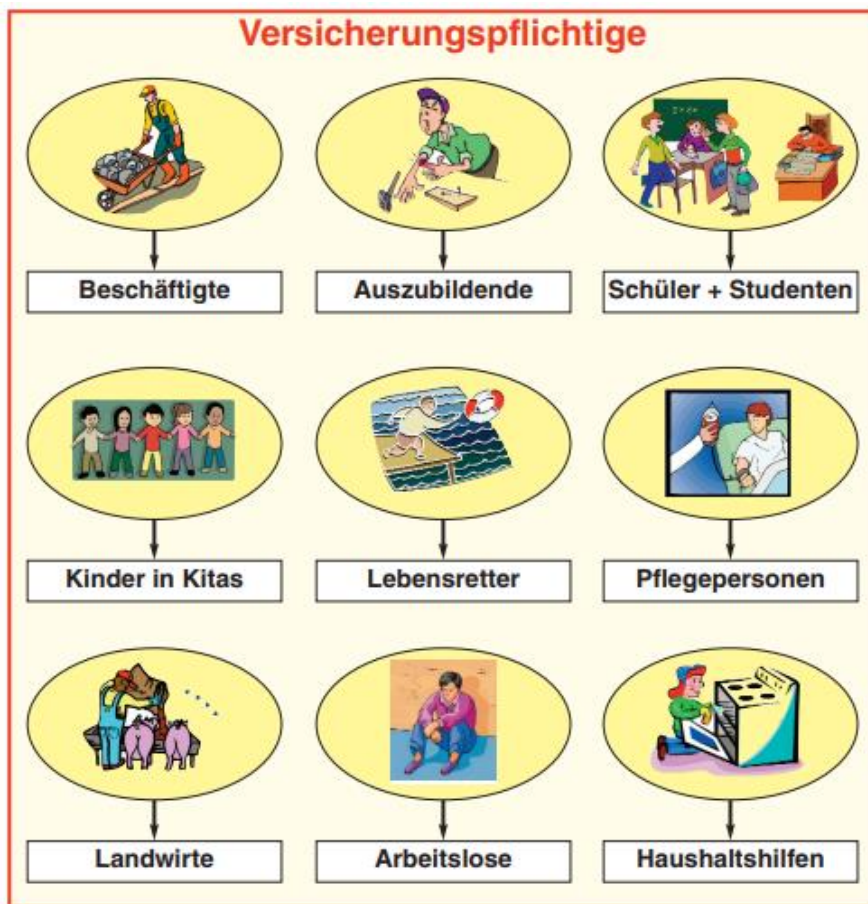 Versicherungspflichtige
Beschäftigte
Auszubildende
Schüler + Studenten
Kinder in Kitas
Lebensretter
Pflegepersonen
Landwirte
Arbeitslose
Haushaltshilfen